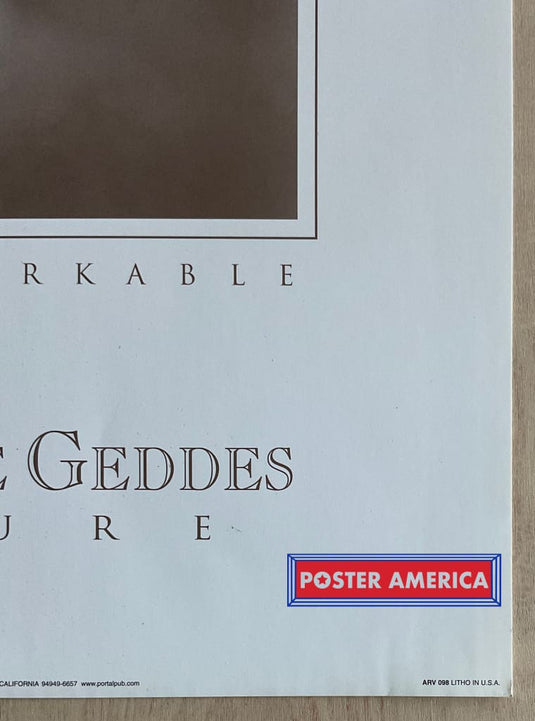 RKABLE
E GEDDES
URE
POSTER AMERICA
CALIFORNIA 94949-6657 www.portalpub.com
ARV 098 LITHO IN U.S.A.